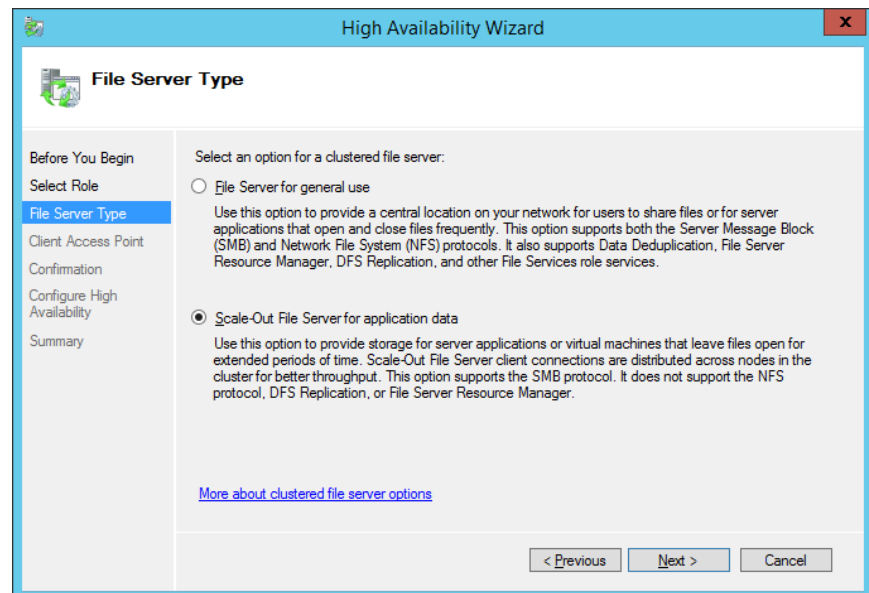 High Availability Wizard
x
File Server Type
Before You Begin
Select Role
File Server Type
Client Access Point
Confirmation
Configure High
Availability
Summary
Select an option for a clustered file server:
File Server for general use
Use this option to provide a central location on your network for users to share files or for server
applications that open and close files frequently. This option supports both the Server Message Block
(SMB) and Network File System (NFS) protocols. It also supports Data Deduplication, File Server
Resource Manager, DFS Replication, and other File Services role services.
Scale-Out File Server for application data
Use this option to provide storage for server applications or virtual machines that leave files open for
extended periods of time. Scale-Out File Server client connections are distributed across nodes in the
cluster for better throughput. This option supports the SMB protocol. It does not support the NFS
protocol, DFS Replication, or File Server Resource Manager.
More about clustered file server options
< Previous
Next >
Cancel